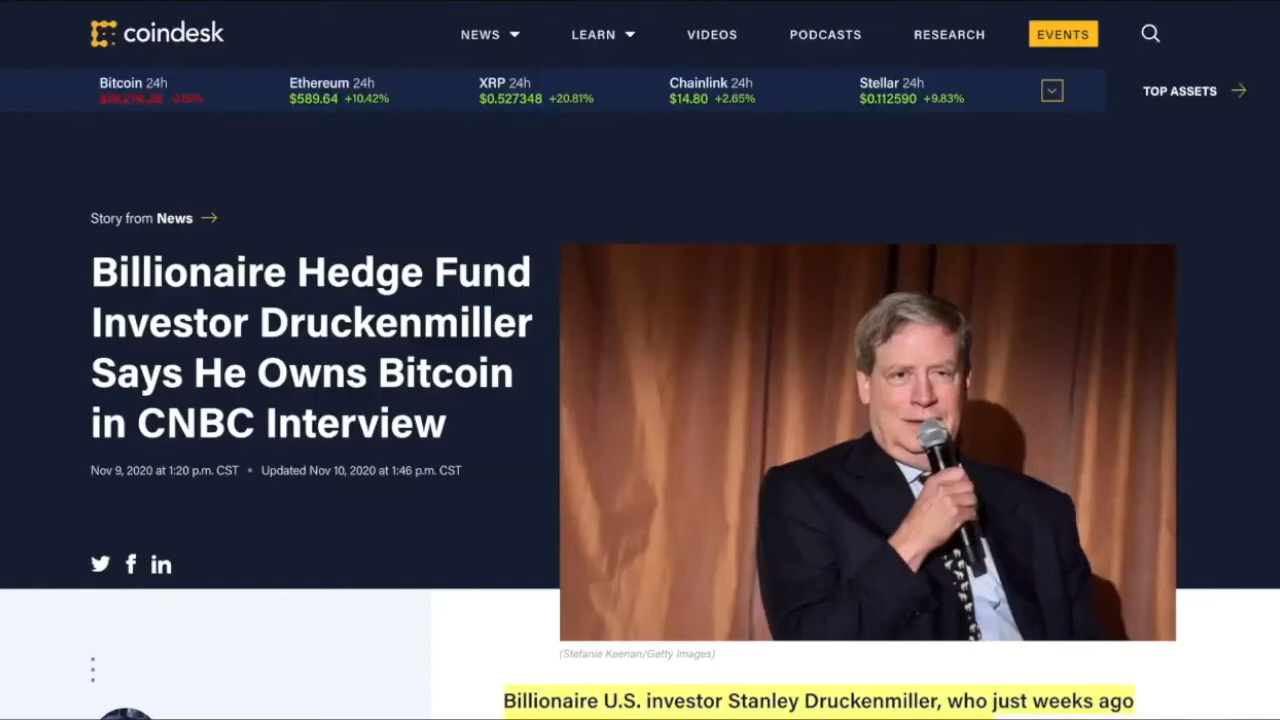 coindesk
NEWS LEARN VIDEOS PODCASTS RESEARCH EVENTS
Bitcoin 24h Ethereum 24h XRP 24h Chainlink 24h Stellar 24h
$589.64 +10.42% $0.527348 +20.81% $14.80 +2.65% $0.112590 +9.83%
TOP ASSETS
Story from News
Billionaire Hedge Fund
Investor Druckenmiller
Says He Owns Bitcoin
in CNBC Interview
Nov 9, 2020 at 1:20 p.m. CST • Updated Nov 10, 2020 at 1:46 p.m. CST
(Stefanie Keenan/Getty Images)
Billionaire U.S. investor Stanley Druckenmiller, who just weeks ago